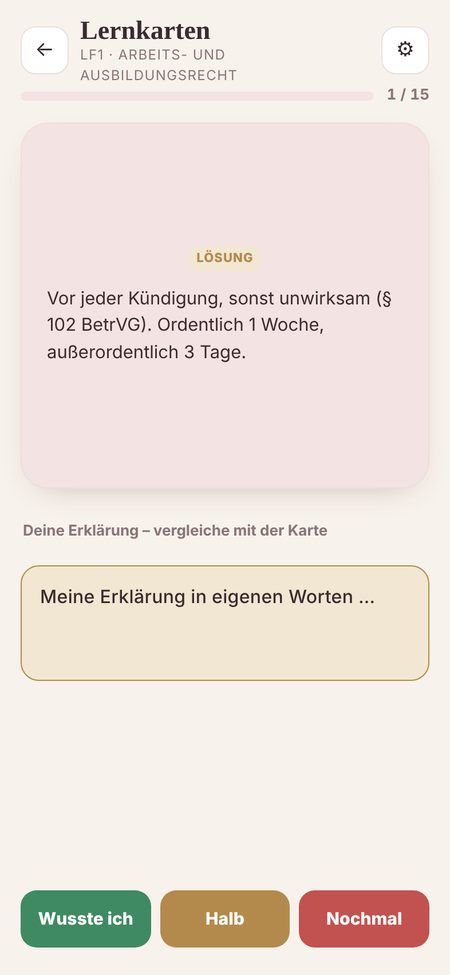 Lernkarten
LF1 · ARBEITS- UND
AUSBILDUNGSRECHT
1 / 15
LÖSUNG
Vor jeder Kündigung, sonst unwirksam (§
102 BetrVG). Ordentlich 1 Woche,
außerordentlich 3 Tage.
Deine Erklärung – vergleiche mit der Karte
Meine Erklärung in eigenen Worten ...
Wusste ich
Halb
Nochmal